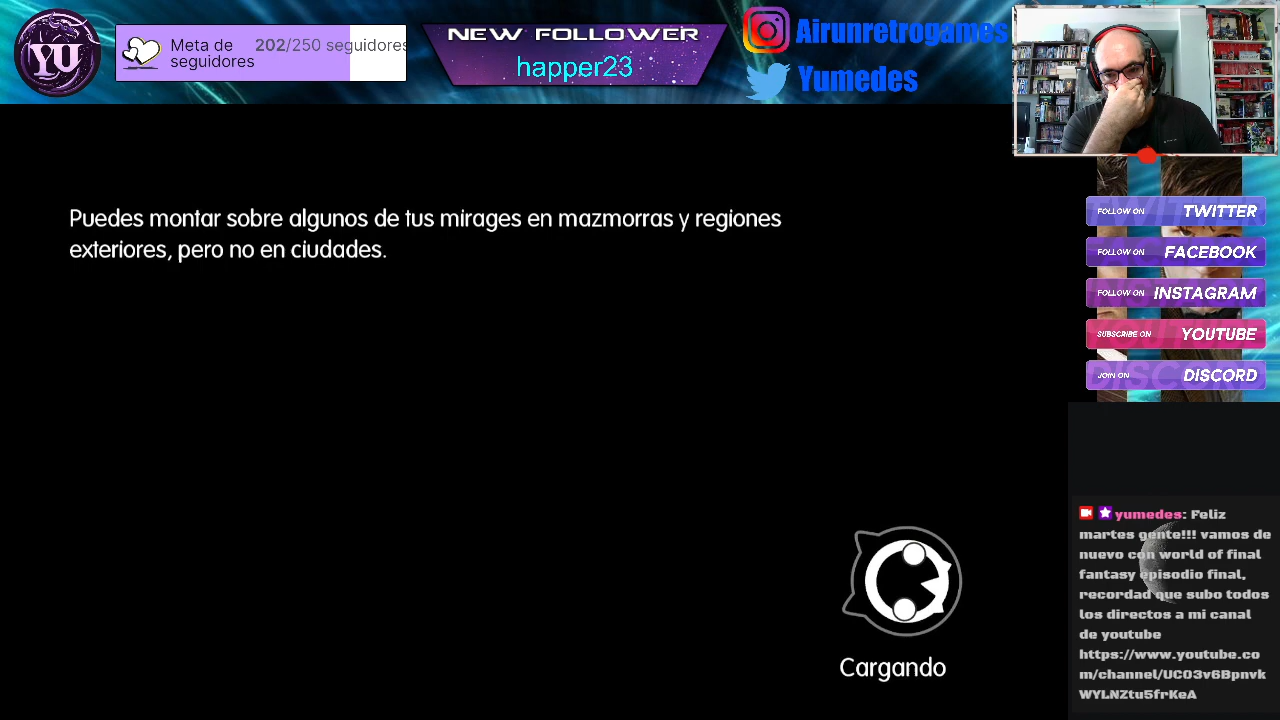 YU
Meta de
seguidores
202/250 seguidores
NEW FOLLOWER
happer23
Airunretrogames
Yumedes
Puedes montar sobre algunos de tus mirages en mazmorras y regiones
exteriores, pero no en ciudades.
FOLLOW ON TWITTER
FOLLOW ON FACEBOOK
FOLLOW ON INSTAGRAM
SUBSCRIBE ON YOUTUBE
JOIN ON DISCORD
yumedes: Feliz
martes gente!!! vamos de
nuevo con world of final
fantasy episodio final,
recordad que subo todos
los directos a mi canal
de youtube
https://www.youtube.co
m/channel/UC03v6Bpnvk
WYLNZtu5frKeA
Cargando